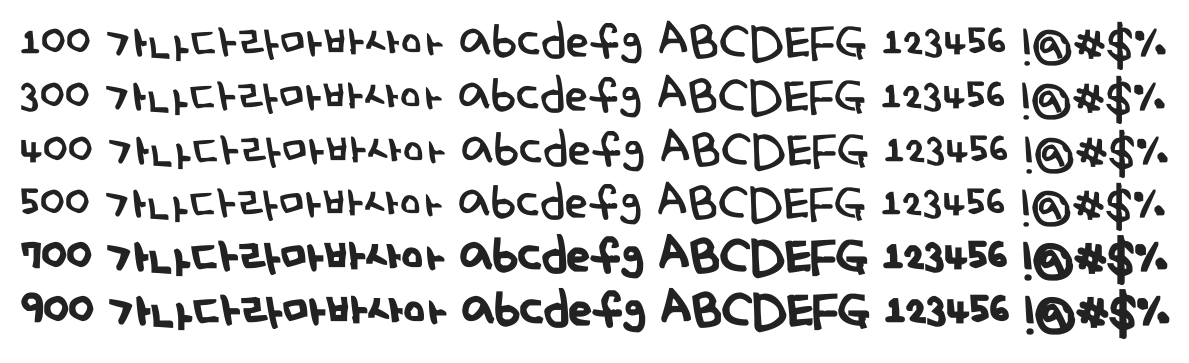 100 가나다라마바사아 abcdefg ABCDEFG 123456 !@#$%
300 가나다라마바사아 abcdefg ABCDEFG 123456 !@#$%
400 가나다라마바사아 abcdefg ABCDEFG 123456 !@#$%
500 가나다라마바사아 abcdefg ABCDEFG 123456 !@#$%
700 가나다라마바사아 abcdefg ABCDEFG 123456 !@#$%
900 가나다라마바사아 abcdefg ABCDEFG 123456 !@#$%